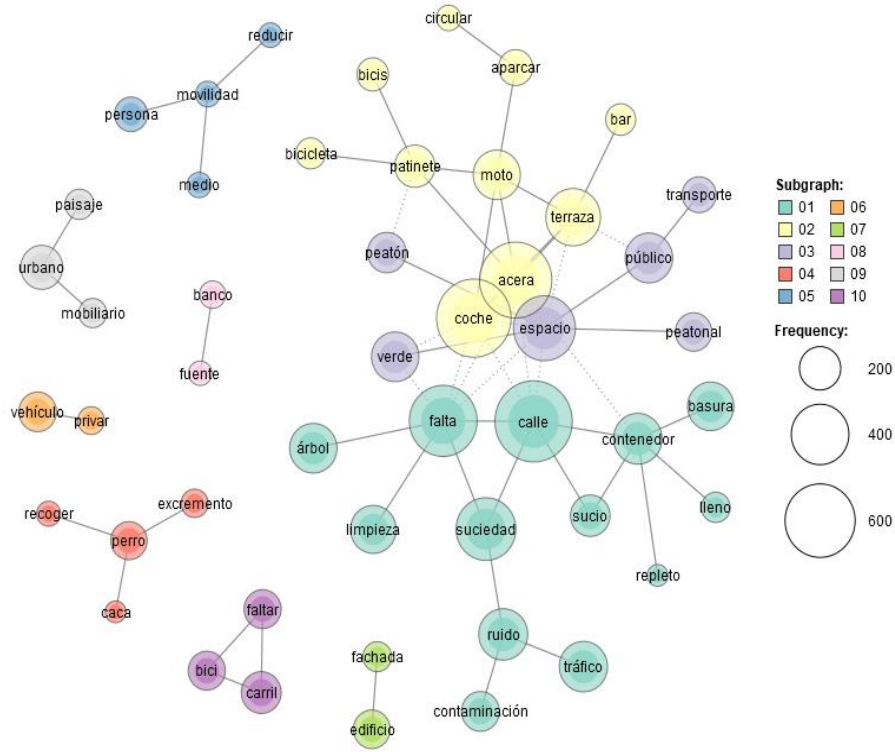 circular
reducir
aparcar
bicis
movilidad
persona
bar
bicicleta
patinete
moto
medio
transporte
paisaje
terraza
peatón
público
urbano
acera
banco
mobiliario
coche
espacio
peatonal
verde
fuente
vehículo
privar
falta
calle
basura
contenedor
árbol
recoger
excremento
lleno
limpieza
suciedad
sucio
perro
repleto
caca
faltar
ruido
fachada
tráfico
bici
carril
contaminación
edificio
Subgraph:
01 06
02 07
03 08
04 09
05 10
Frequency:
200
400
600